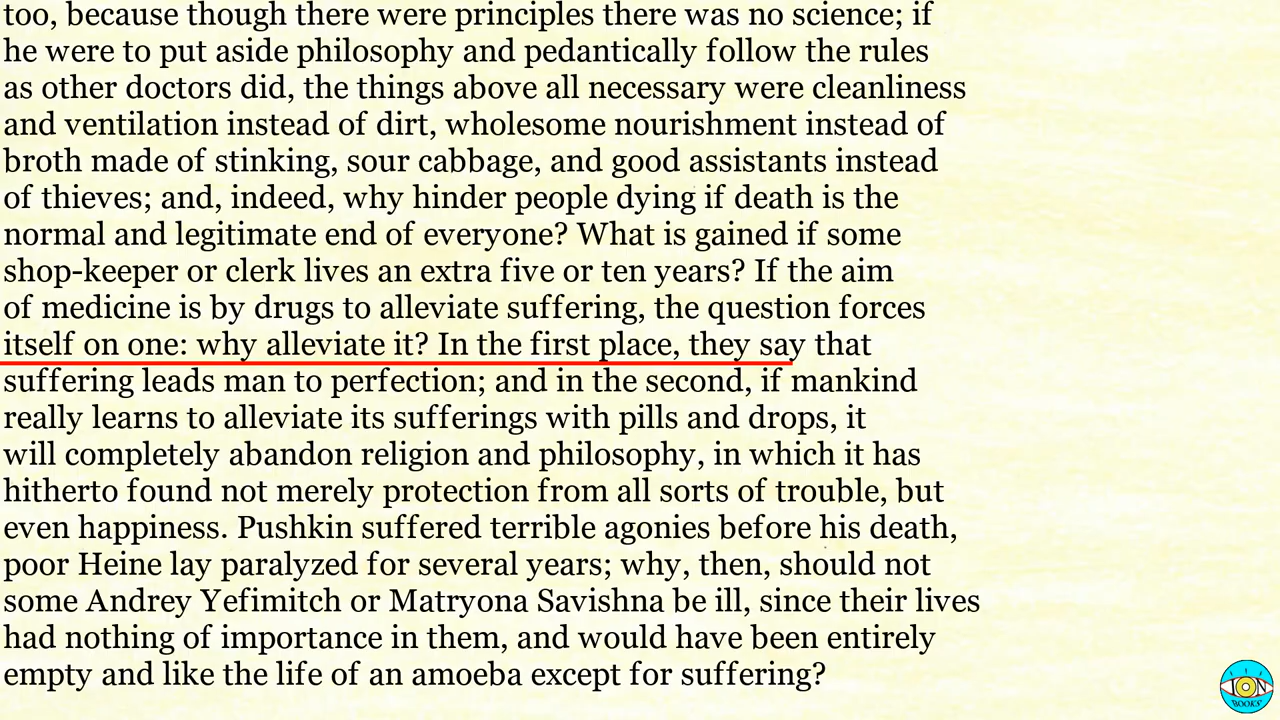 too, because though there were principles there was no science; if
he were to put aside philosophy and pedantically follow the rules
as other doctors did, the things above all necessary were cleanliness
and ventilation instead of dirt, wholesome nourishment instead of
broth made of stinking, sour cabbage, and good assistants instead
of thieves; and, indeed, why hinder people dying if death is the
normal and legitimate end of everyone? What is gained if some
shop-keeper or clerk lives an extra five or ten years? If the aim
of medicine is by drugs to alleviate suffering, the question forces
itself on one: why alleviate it? In the first place, they say that
suffering leads man to perfection; and in the second, if mankind
really learns to alleviate its sufferings with pills and drops, it
will completely abandon religion and philosophy, in which it has
hitherto found not merely protection from all sorts of trouble, but
even happiness. Pushkin suffered terrible agonies before his death,
poor Heine lay paralyzed for several years; why, then, should not
some Andrey Yefimitch or Matryona Savishna be ill, since their lives
had nothing of importance in them, and would have been entirely
empty and like the life of an amoeba except for suffering?
ION
BOOKS